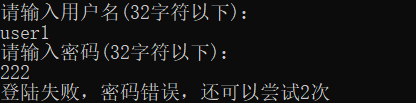 请输入用户名(32字符以下):
user1
请输入密码(32字符以下):
222
登陆失败，密码错误，还可以尝试2次